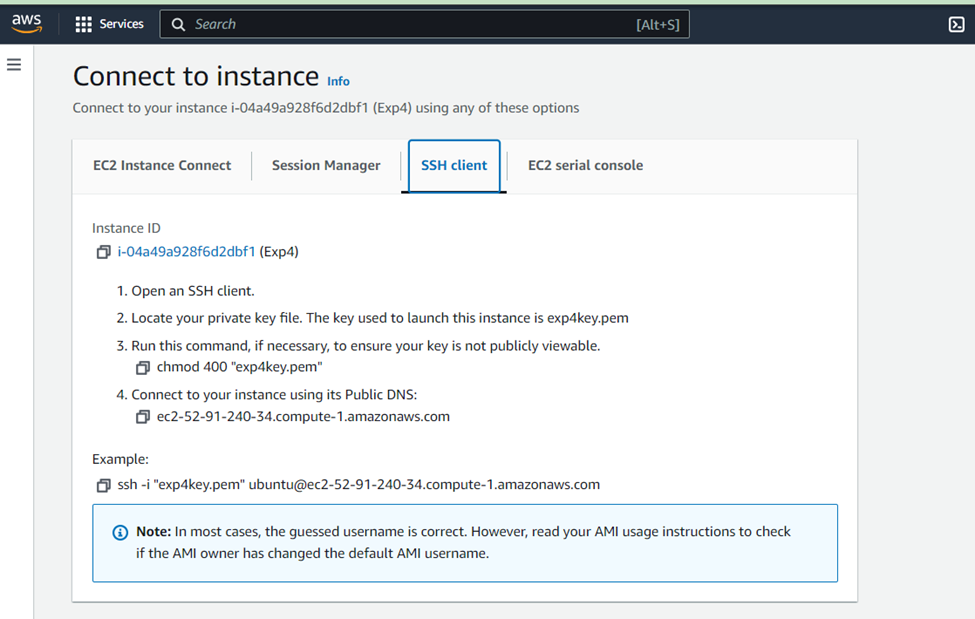 aws
Services
Search
[Alt+S]
Connect to instance Info
Connect to your instance i-04a49a928f6d2dbf1 (Exp4) using any of these options
EC2 Instance Connect
Session Manager
SSH client
EC2 serial console
Instance ID
i-04a49a928f6d2dbf1 (Exp4)
1. Open an SSH client.
2. Locate your private key file. The key used to launch this instance is exp4key.pem
3. Run this command, if necessary, to ensure your key is not publicly viewable.
chmod 400 "exp4key.pem"
4. Connect to your instance using its Public DNS:
ec2-52-91-240-34.compute-1.amazonaws.com
Example:
ssh -i "exp4key.pem" ubuntu@ec2-52-91-240-34.compute-1.amazonaws.com
Note: In most cases, the guessed username is correct. However, read your AMI usage instructions to check
if the AMI owner has changed the default AMI username.